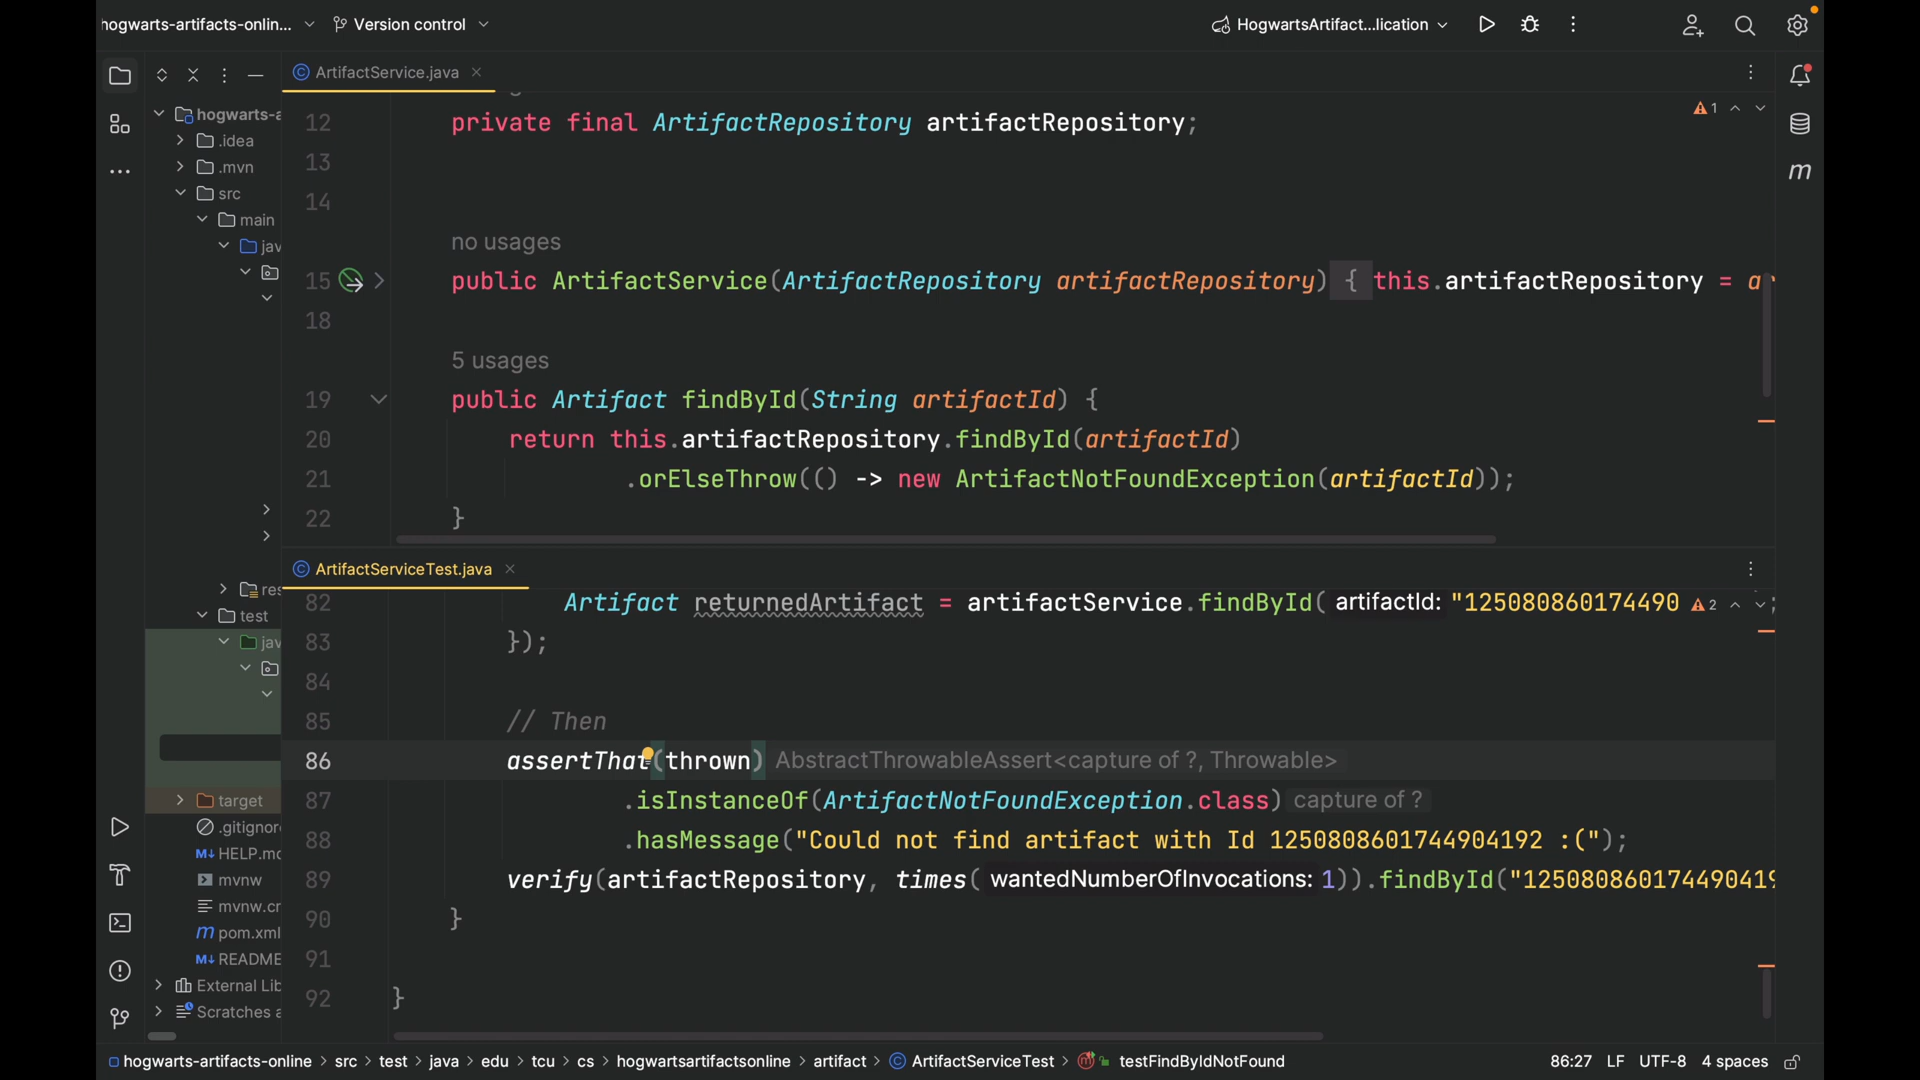 hogwarts-artifacts-onlin...
Version control
HogwartsArtifact...lication
ArtifactService.java
hogwarts-a
.idea
.mvn
src
main
jav
res
test
jav
target
.gitignor
HELP.mc
mvnw
mvnw.cr
pom.xml
README
External Lib
Scratches a
1
12 private final ArtifactRepository artifactRepository;
13
14
no usages
15 public ArtifactService(ArtifactRepository artifactRepository) { this.artifactRepository = ar
18
5 usages
19 public Artifact findById(String artifactId) {
20 return this.artifactRepository.findById(artifactId)
21 .orElseThrow(() -> new ArtifactNotFoundException(artifactId));
22 }
ArtifactServiceTest.java
82 Artifact returnedArtifact = artifactService.findById( artifactId: "125080860174490 2 ;
83 });
84
85 // Then
86 assertThat(thrown) AbstractThrowableAssert<capture of ?, Throwable>
87 .isInstanceOf(ArtifactNotFoundException.class) capture of ?
88 .hasMessage("Could not find artifact with Id 1250808601744904192 :(");
89 verify(artifactRepository, times( wantedNumberOfInvocations: 1)).findById("125080860174490419
90 }
91
92 }
m
hogwarts-artifacts-online > src > test > java > edu > tcu > cs > hogwartsartifactsonline > artifact > ArtifactServiceTest > testFindByIdNotFound
86:27 LF UTF-8 4 spaces